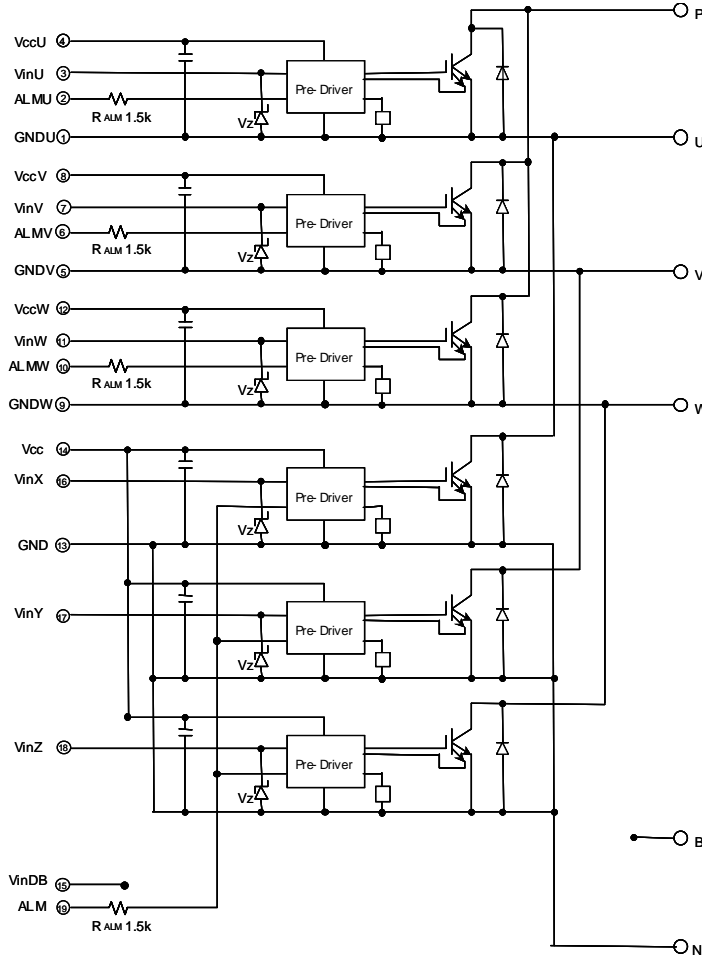 P
VccU 4
VinU 3
Pre-Driver
ALMU 2
R ALM 1.5k
Vz
GNDU 1
U
VccV 8
VinV 7
Pre-Driver
ALMV 6
R ALM 1.5k
Vz
GNDV 5
V
VccW 12
VinW 11
Pre-Driver
ALMW 10
R ALM 1.5k
Vz
GNDW 9
W
Vcc 14
VinX 16
Pre-Driver
Vz
GND 13
VinY 17
Pre-Driver
Vz
VinZ 18
Pre-Driver
Vz
B
VinDB 15
ALM 19
R ALM 1.5k
N